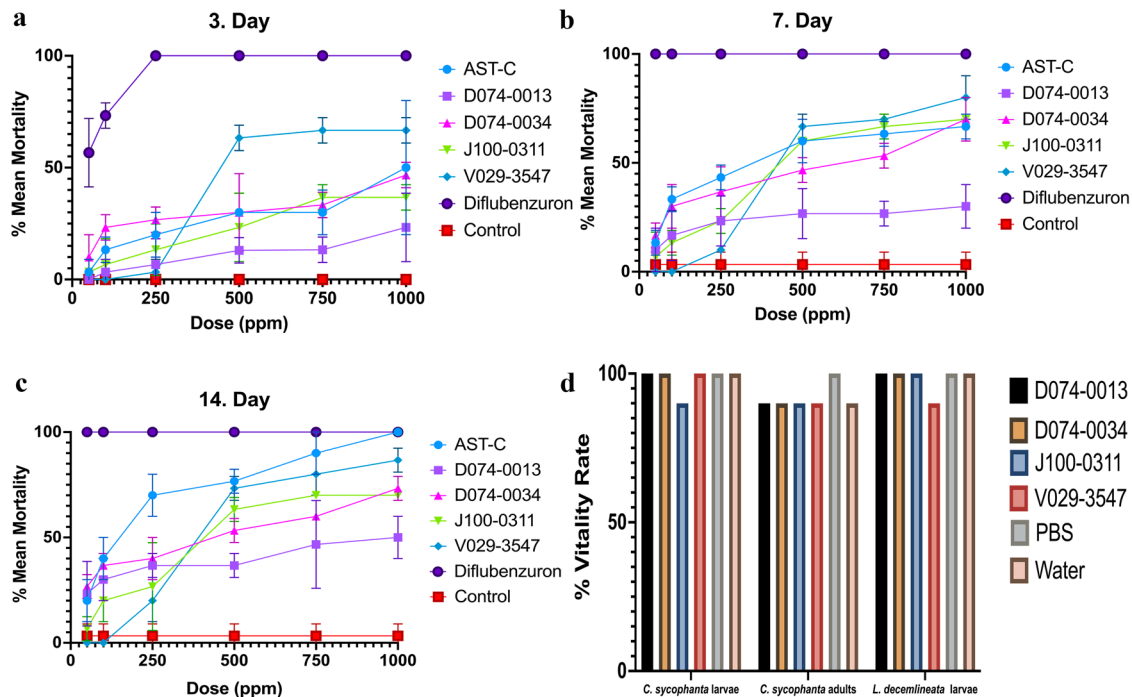 a
3. Day
100
50
0
% Mean Mortality
0
250
500
750
1000
Dose (ppm)
AST-C
D074-0013
D074-0034
J100-0311
V029-3547
Diflubenzuron
Control
b
7. Day
100
50
0
% Mean Mortality
0
250
500
750
1000
Dose (ppm)
AST-C
D074-0013
D074-0034
J100-0311
V029-3547
Diflubenzuron
Control
c
14. Day
100
50
0
% Mean Mortality
0
250
500
750
1000
Dose (ppm)
AST-C
D074-0013
D074-0034
J100-0311
V029-3547
Diflubenzuron
Control
d
100
50
0
% Vitality Rate
C. sycophanta larvae
C. sycophanta adults
L. decemlineata larvae
D074-0013
D074-0034
J100-0311
V029-3547
PBS
Water